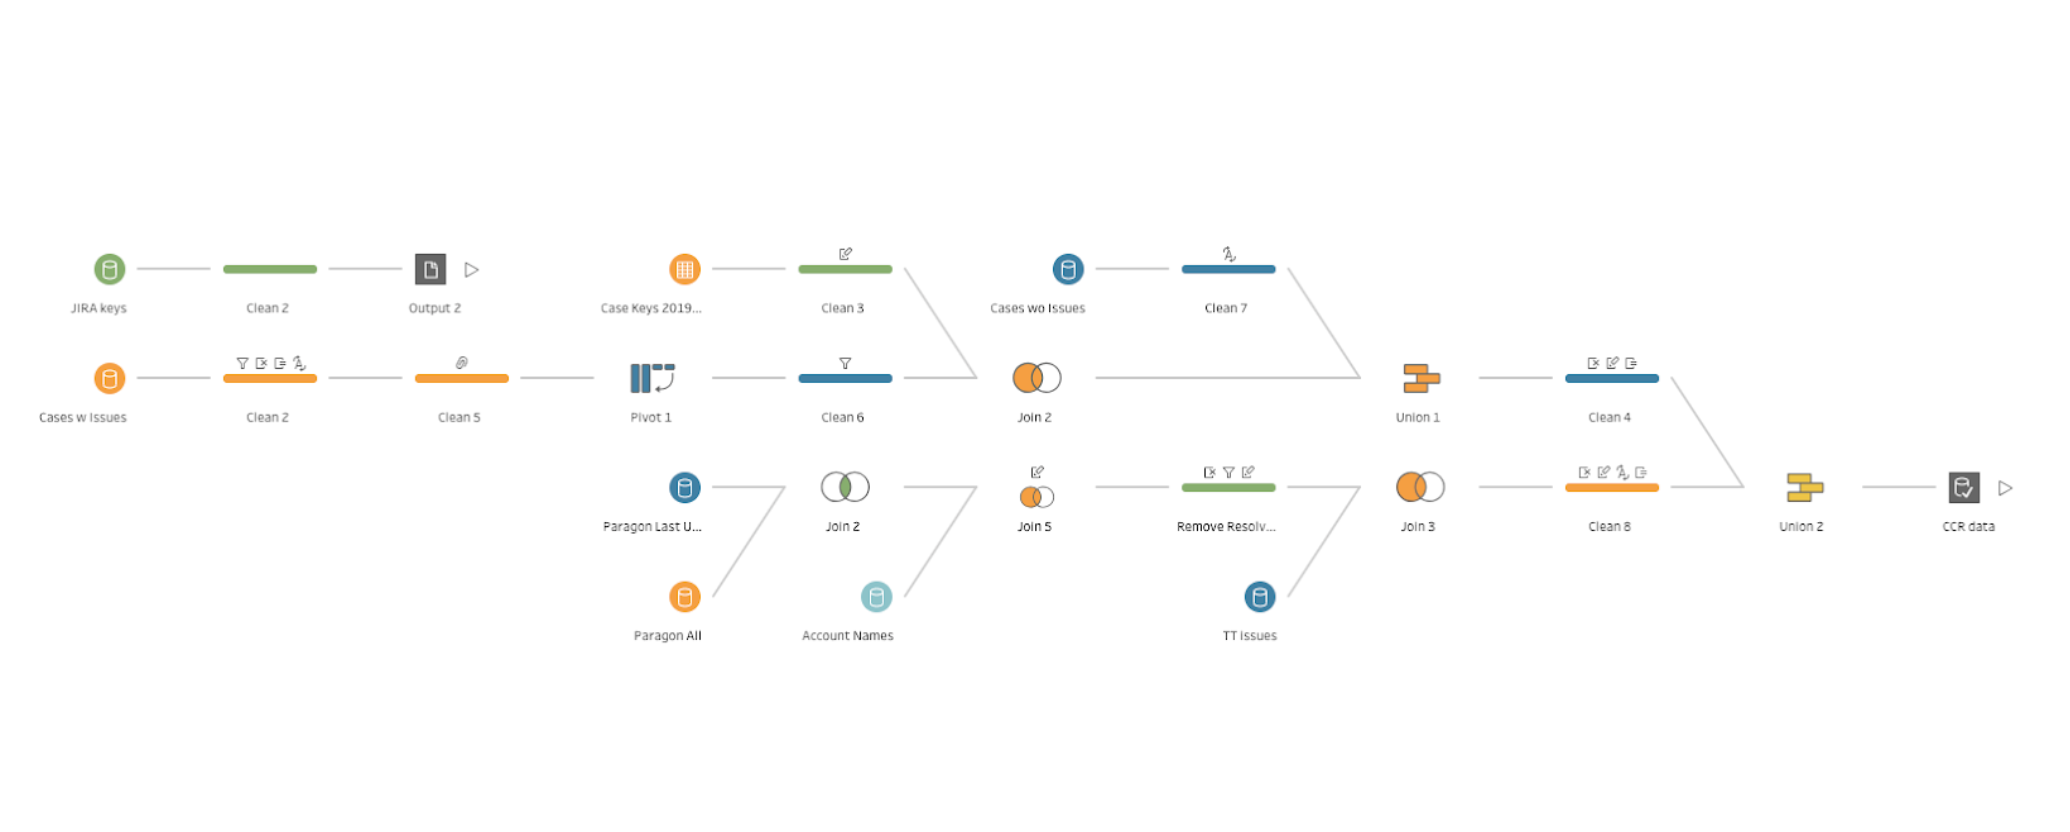 JIRA keys
Clean 2
Output 2
Case Keys 2019...
Clean 3
Cases wo Issues
Clean 7
Cases w Issues
Clean 2
Clean 5
Pivot 1
Clean 6
Join 2
Union 1
Clean 4
Paragon Last U...
Join 2
Join 5
Remove Resolv...
Join 3
Clean 8
Union 2
CCR data
Paragon All
Account Names
TT Issues